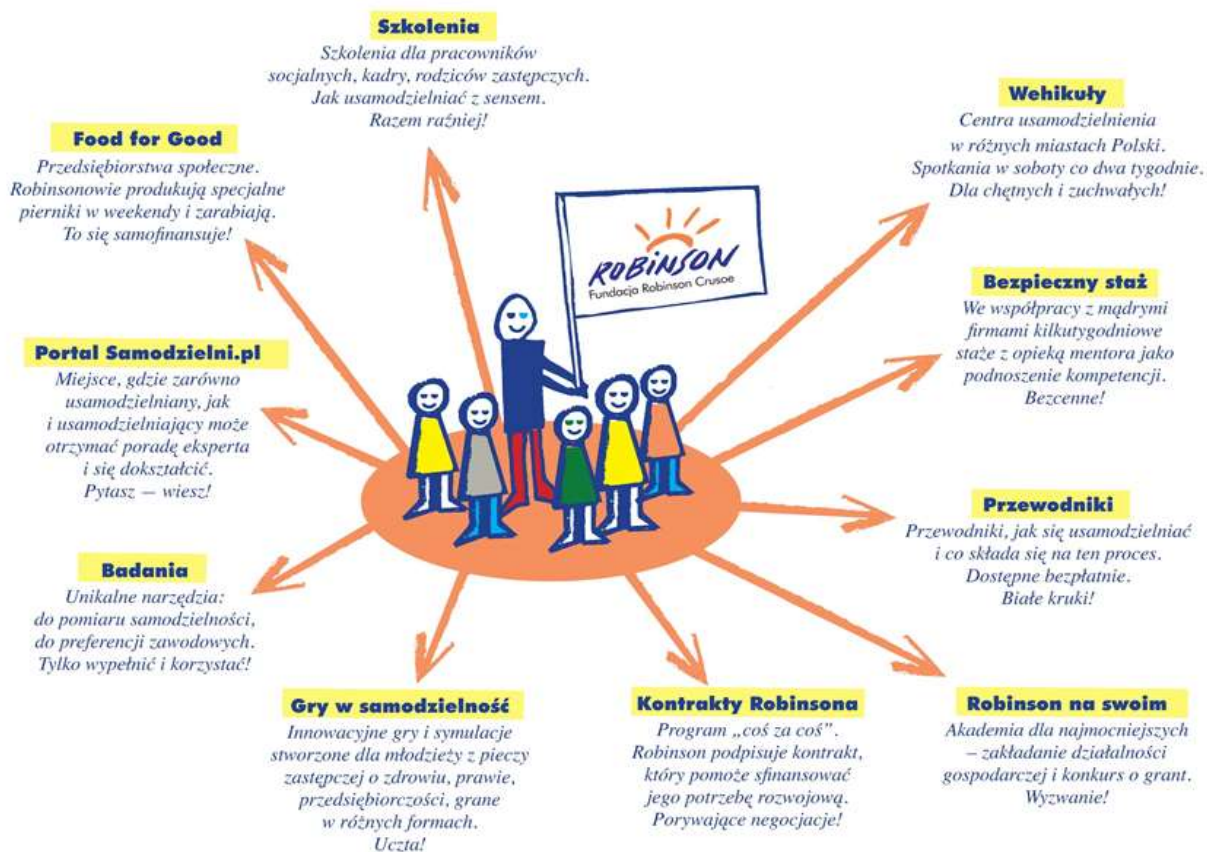 Szkolenia
Szkolenia dla pracowników
socjalnych, kadry, rodziców zastępczych.
Jak usamodzielniać z sensem.
Razem raźniej!
Wehikuły
Centra usamodzielnienia
w różnych miastach Polski.
Spotkania w soboty co dwa tygodnie.
Dla chętnych i zuchwałych!
Food for Good
Przedsiębiorstwa społeczne.
Robinsonowie produkują specjalne
pierniki w weekendy i zarabiają.
To się samofinansuje!
ROBINSON
Fundacja Robinson Crusoe
Bezpieczny staż
We współpracy z mądrymi
firmami kilkutygodniowe
staże z opieką mentora jako
podnoszenie kompetencji.
Bezcenne!
Portal Samodzielni.pl
Miejsce, gdzie zarówno
usamodzielniany, jak
i usamodzielniający może
otrzymać poradę eksperta
i się dokształcić.
Pytasz — wiesz!
Przewodniki
Przewodniki, jak się usamodzielniać
i co składa się na ten proces.
Dostępne bezpłatnie.
Białe kruki!
Badania
Unikalne narzędzia:
do pomiaru samodzielności,
do preferencji zawodowych.
Tylko wypełnić i korzystać!
Gry w samodzielność
Innowacyjne gry i symulacje
stworzone dla młodzieży z pieczy
zastępczej o zdrowiu, prawie,
przedsiębiorczości, grane
w różnych formach.
Uczta!
Kontrakty Robinsona
Program „coś za coś”.
Robinson podpisuje kontrakt,
który pomoże sfinansować
jego potrzebę rozwojową.
Porywające negocjacje!
Robinson na swoim
Akademia dla najmocniejszych
– zakładanie działalności
gospodarczej i konkurs o grant.
Wyzwanie!